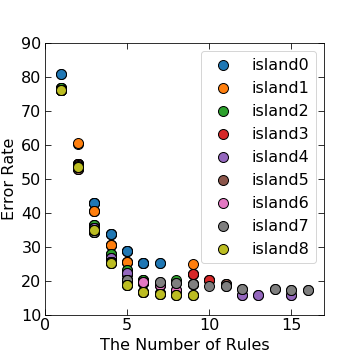 90
80
70
60
50
40
30
20
10
Error Rate
island0
island1
island2
island3
island4
island5
island6
island7
island8
0 5 10 15
The Number of Rules